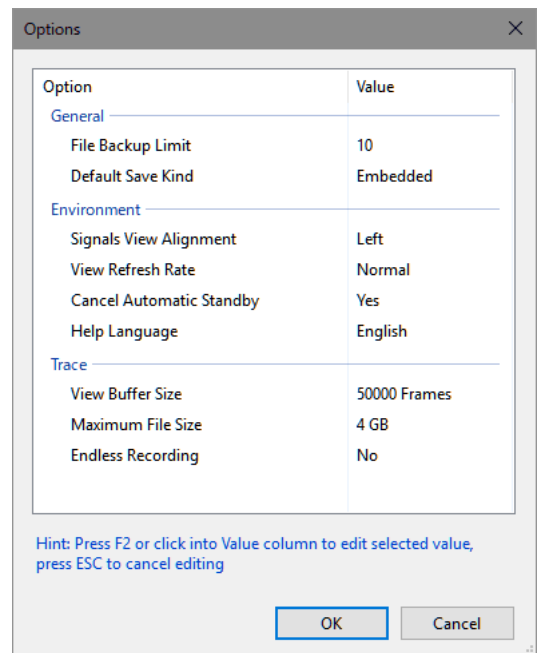 Options
Option Value
General
File Backup Limit 10
Default Save Kind Embedded
Environment
Signals View Alignment Left
View Refresh Rate Normal
Cancel Automatic Standby Yes
Help Language English
Trace
View Buffer Size 50000 Frames
Maximum File Size 4 GB
Endless Recording No
Hint: Press F2 or click into Value column to edit selected value,
press ESC to cancel editing
OK Cancel